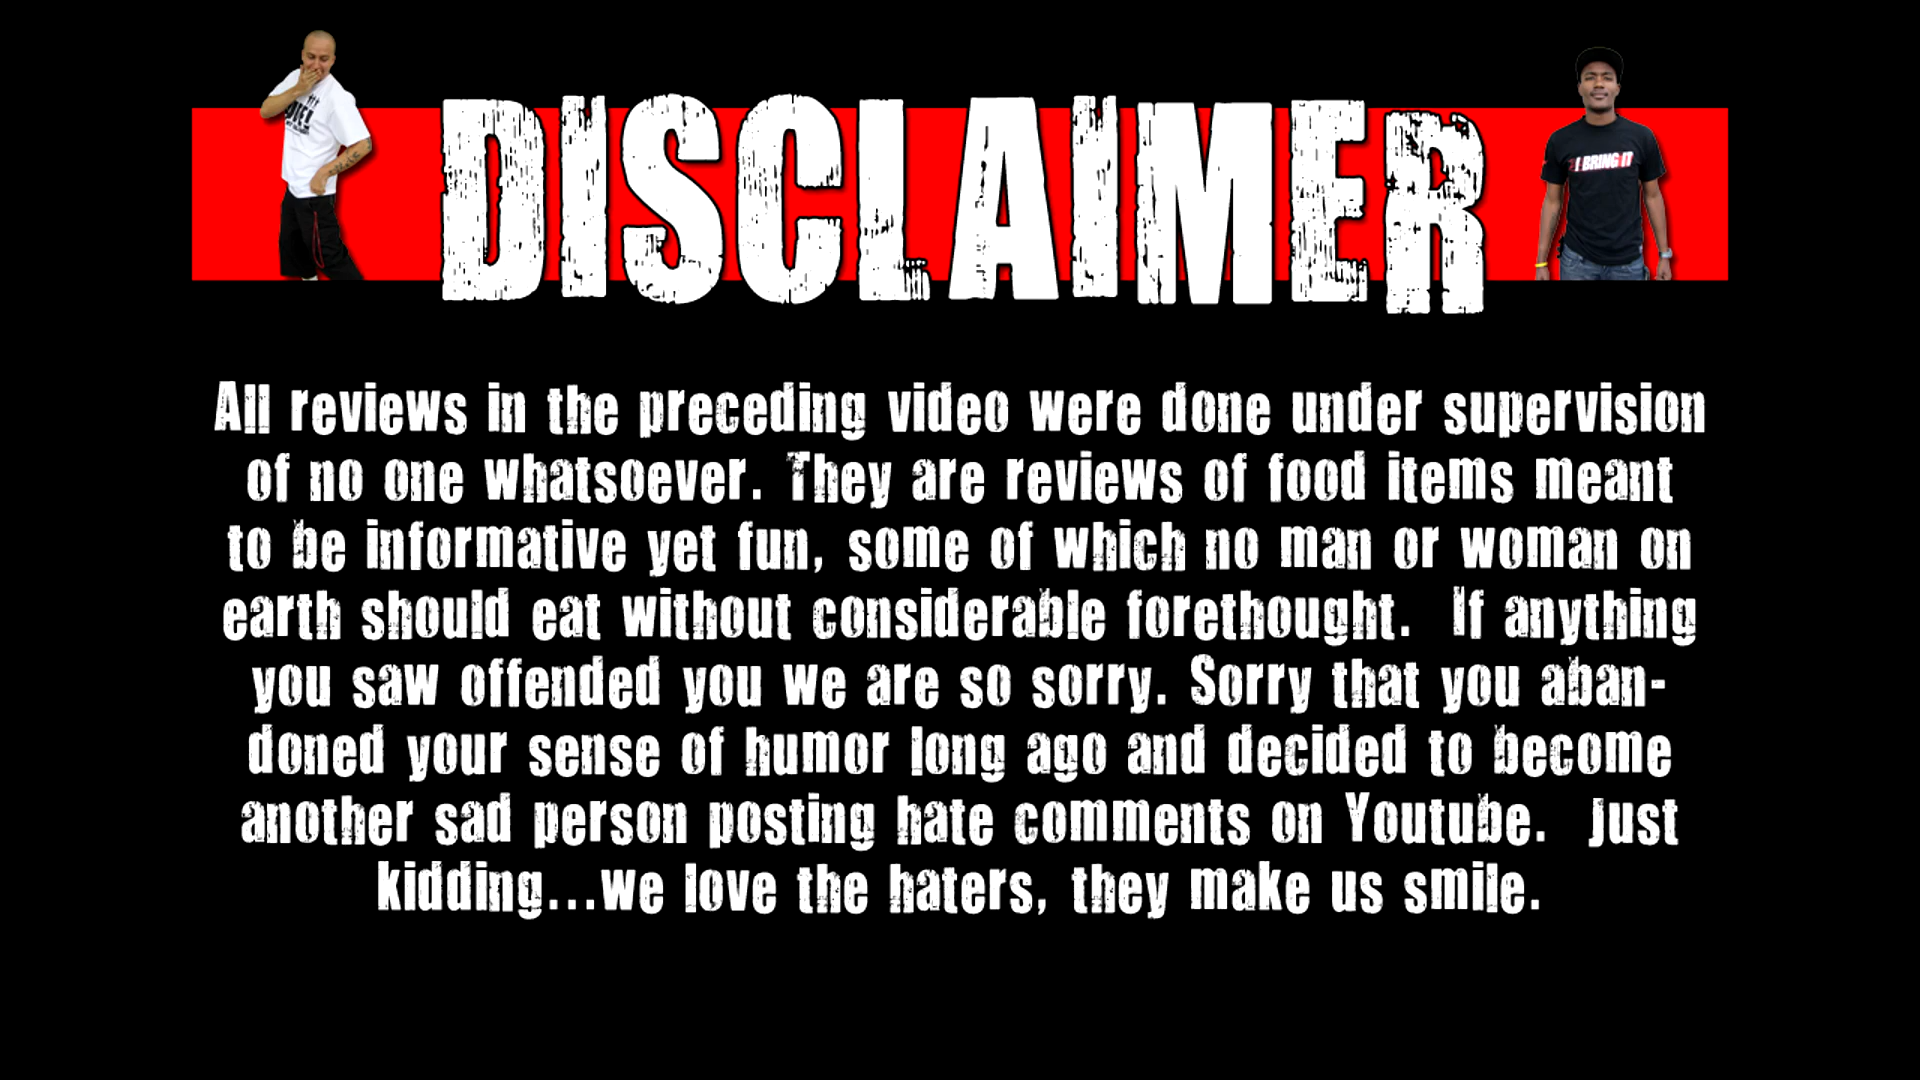 DISCLAIMER
DIET
I BRING IT
All reviews in the preceding video were done under supervision
of no one whatsoever. They are reviews of food items meant
to be informative yet fun, some of which no man or woman on
earth should eat without considerable forethought. If anything
you saw offended you we are so sorry. Sorry that you aban-
doned your sense of humor long ago and decided to become
another sad person posting hate comments on Youtube. Just
kidding...we love the haters, they make us smile.